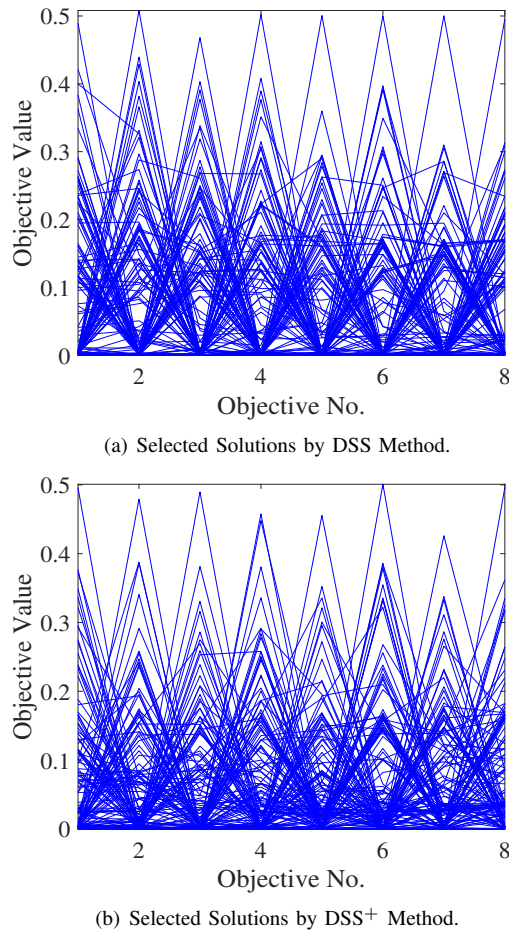 0.5
0.4
0.3
0.2
0.1
0
Objective Value
2 4 6 8
Objective No.
(a) Selected Solutions by DSS Method.
0.5
0.4
0.3
0.2
0.1
0
Objective Value
2 4 6 8
Objective No.
(b) Selected Solutions by DSS⁺ Method.